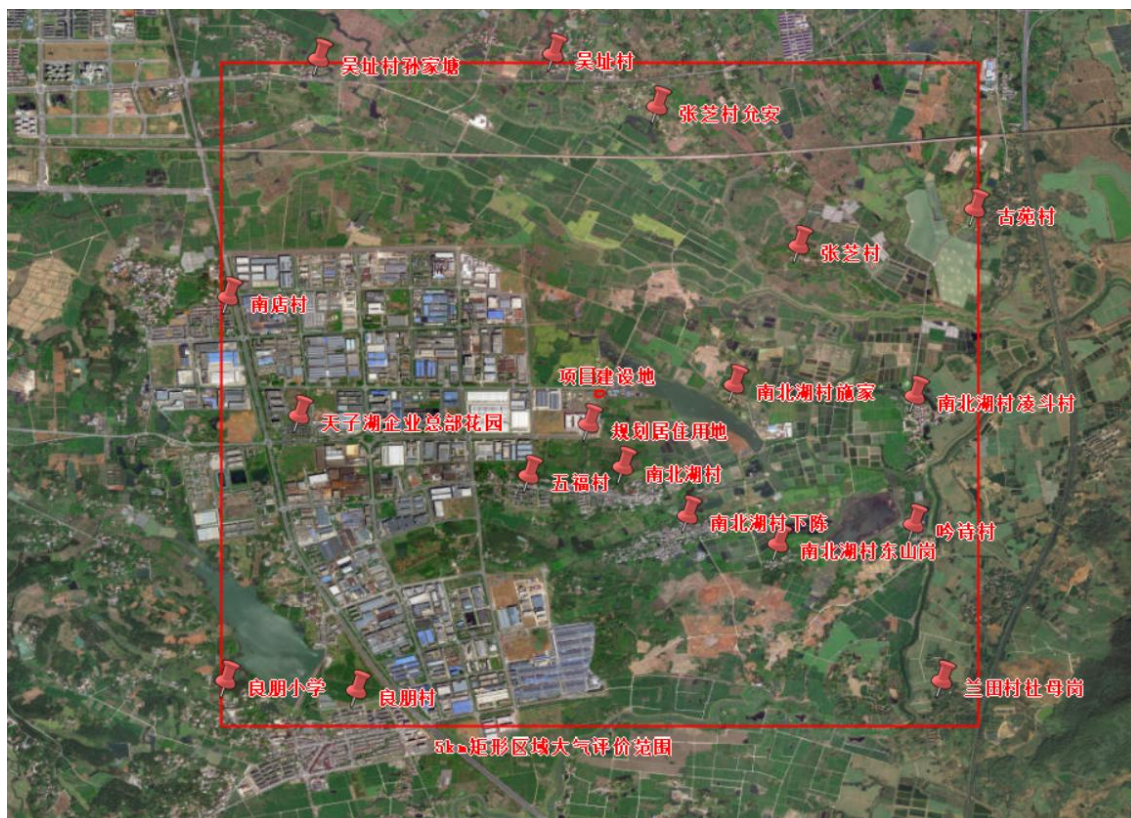 吴址村孙家塘
吴址村
张芝村允安
古苑村
张芝村
南店村
项目建设地
南北湖村施家
南北湖村凌斗村
天子湖企业总部花园
规划居住用地
南北湖村
五福村
南北湖村下陈
吟诗村
南北湖村东山岗
良朋小学
良朋村
兰田村杜母岗
5km矩形区域大气评价范围